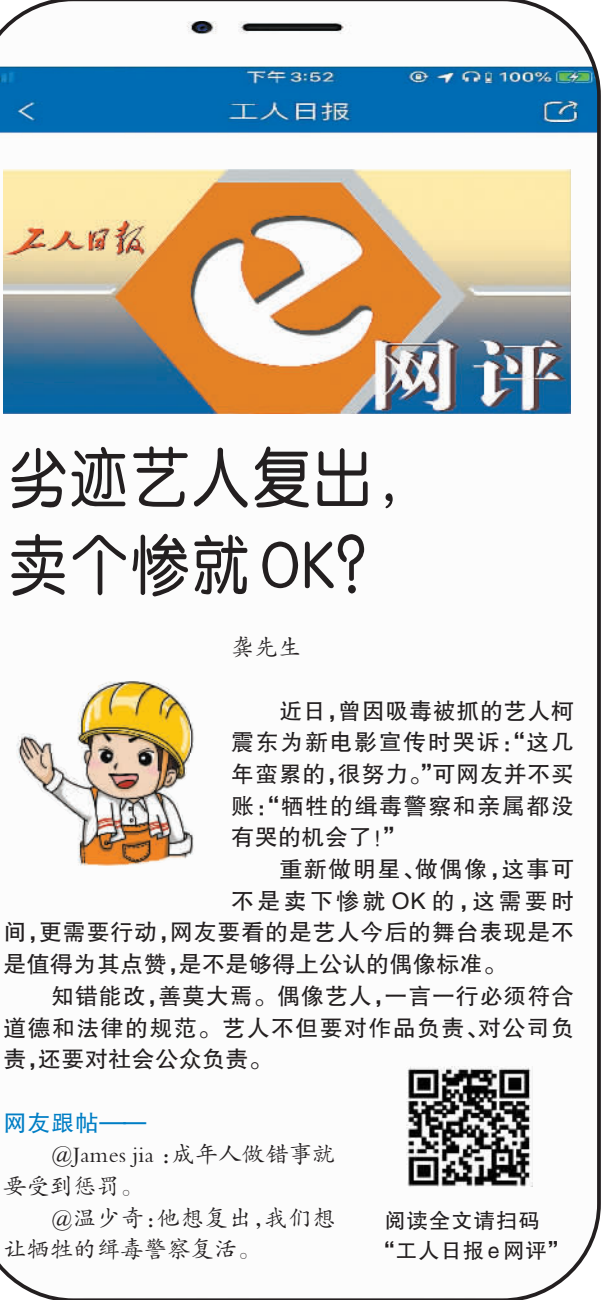 下午3:52
100%
工人日报
工人日报
e
网评
劣迹艺人复出，
卖个惨就OK？
龚先生
近日，曾因吸毒被抓的艺人柯
震东为新电影宣传时哭诉：“这几
年蛮累的，很努力。”可网友并不买
账：“牺牲的缉毒警察和亲属都没
有哭的机会了！”
重新做明星、做偶像，这事可
不是卖下惨就OK的，这需要时
间，更需要行动，网友要看的是艺人今后的舞台表现是不
是值得为其点赞，是不是够得上公认的偶像标准。
知错能改，善莫大焉。偶像艺人，一言一行必须符合
道德和法律的规范。艺人不但要对作品负责、对公司负
责，还要对社会公众负责。
网友跟帖——
@James jia：成年人做错事就
要受到惩罚。
@温少奇：他想复出，我们想
让牺牲的缉毒警察复活。
阅读全文请扫码
“工人日报e网评”